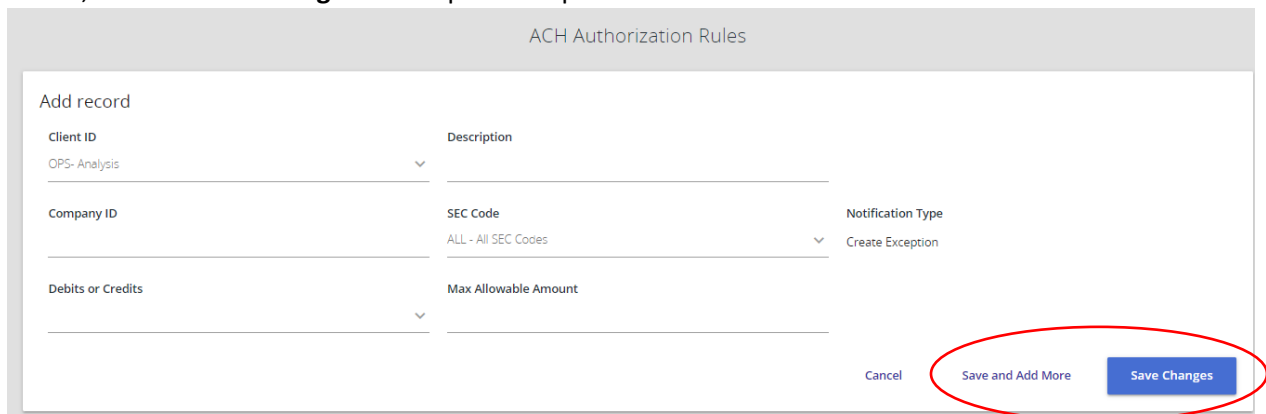 ACH Authorization Rules
Add record
Client ID Description
OPS- Analysis
Company ID SEC Code Notification Type
ALL - All SEC Codes Create Exception
Debits or Credits Max Allowable Amount
Cancel Save and Add More Save Changes